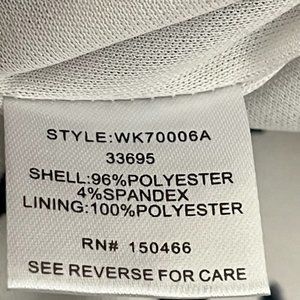 STYLE:WK70006A
33695
SHELL:96%POLYESTER
4%SPANDEX
LINING:100%POLYESTER
RN# 150466
SEE REVERSE FOR CARE